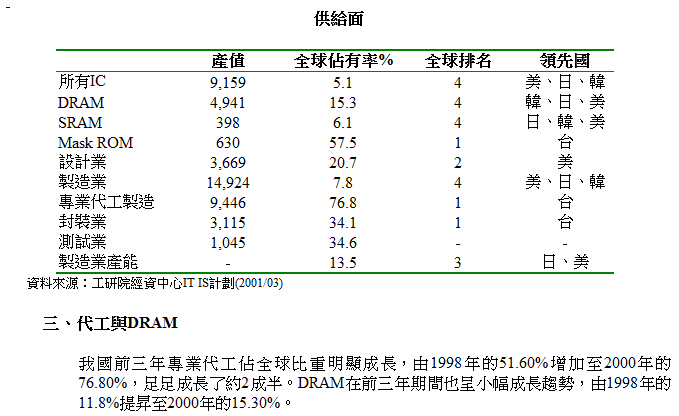 供給面
產值 全球佔有率% 全球排名 領先國
所有IC 9,159 5.1 4 美、日、韓
DRAM 4,941 15.3 4 韓、日、美
SRAM 398 6.1 4 日、韓、美
Mask ROM 630 57.5 1 台
設計業 3,669 20.7 2 美
製造業 14,924 7.8 4 美、日、韓
專業代工製造 9,446 76.8 1 台
封裝業 3,115 34.1 1 台
測試業 1,045 34.6 - -
製造業產能 - 13.5 3 日、美
資料來源：工研院經資中心IT IS計劃(2001/03)
三、代工與DRAM
我國前三年專業代工佔全球比重明顯成長，由1998年的51.60%增加至2000年的
76.80%，足足成長了約2成半。DRAM在前三年期間也呈小幅成長趨勢，由1998年的
11.8%提昇至2000年的15.30%。